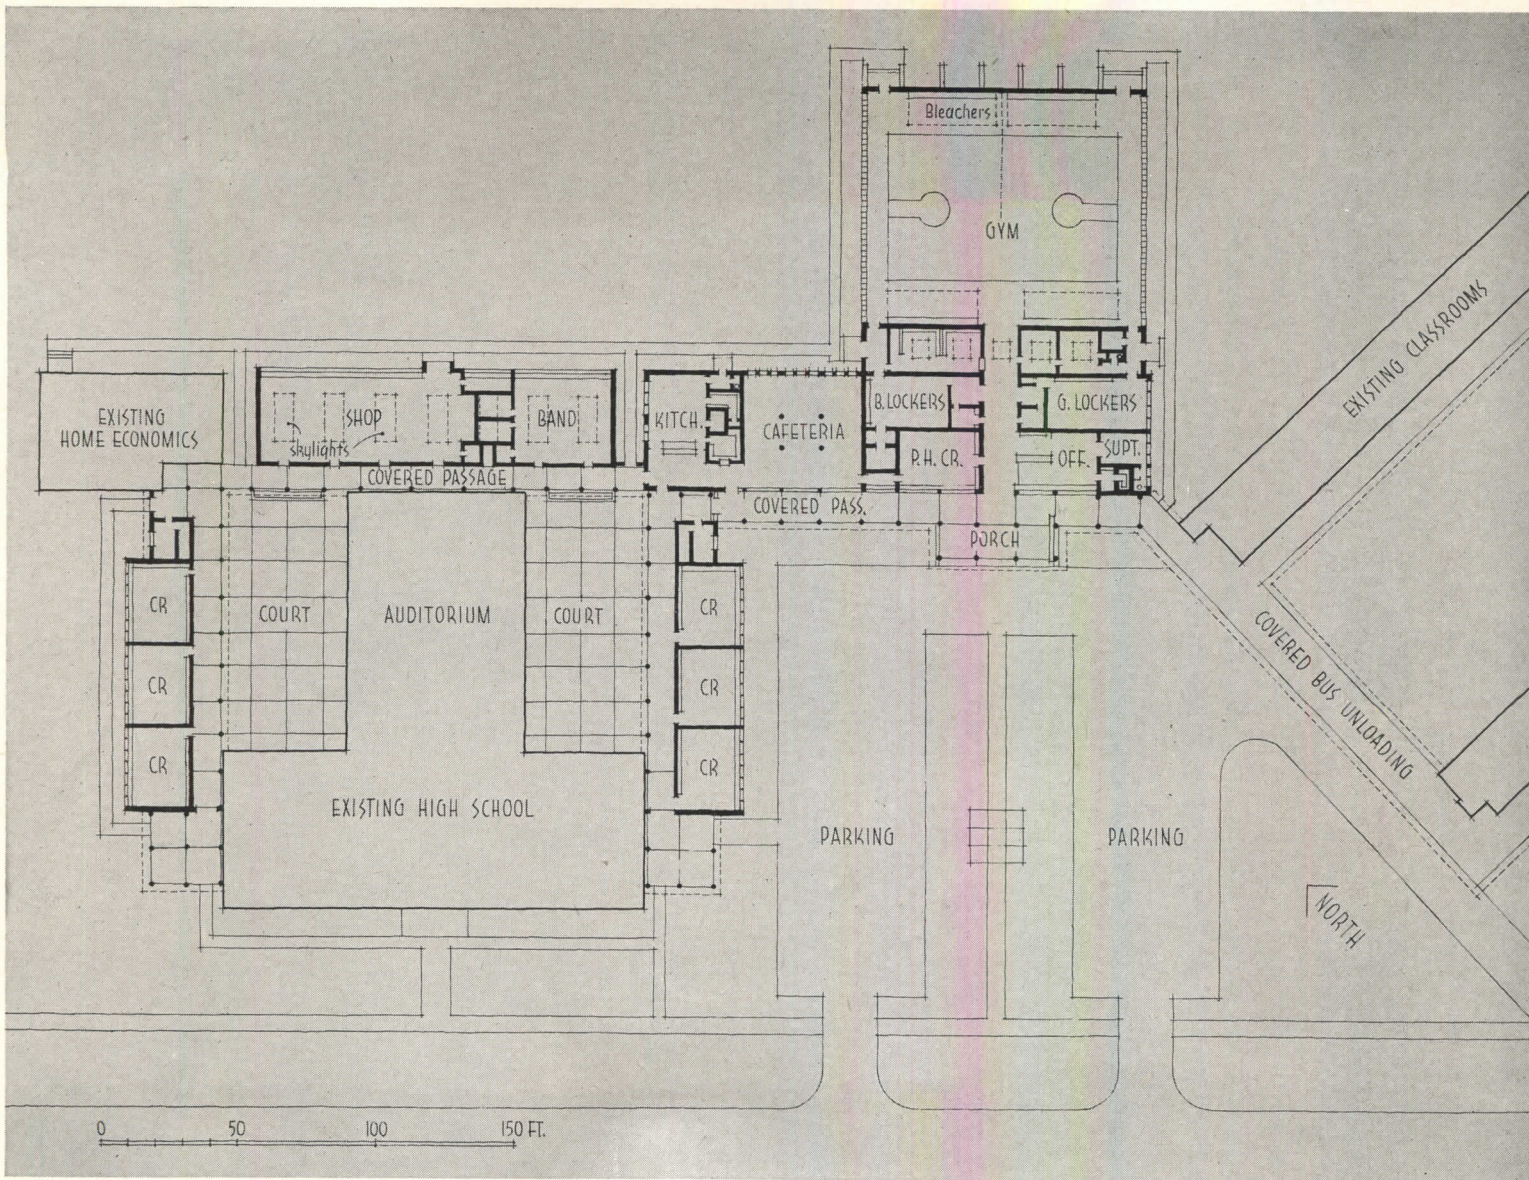 Bleachers
GYM
EXISTING CLASSROOMS
EXISTING
HOME ECONOMICS
SHOP
skylights
BAND
KITCH.
CAFETERIA
B. LOCKERS
G. LOCKERS
P. H. CR.
OFF.
SUPT.
COVERED PASSAGE
COVERED PASS.
PORCH
CR
COURT
AUDITORIUM
COURT
CR
CR
CR
CR
CR
COVERED BUS UNLOADING
EXISTING HIGH SCHOOL
PARKING
PARKING
NORTH
0 50 100 150 FT.